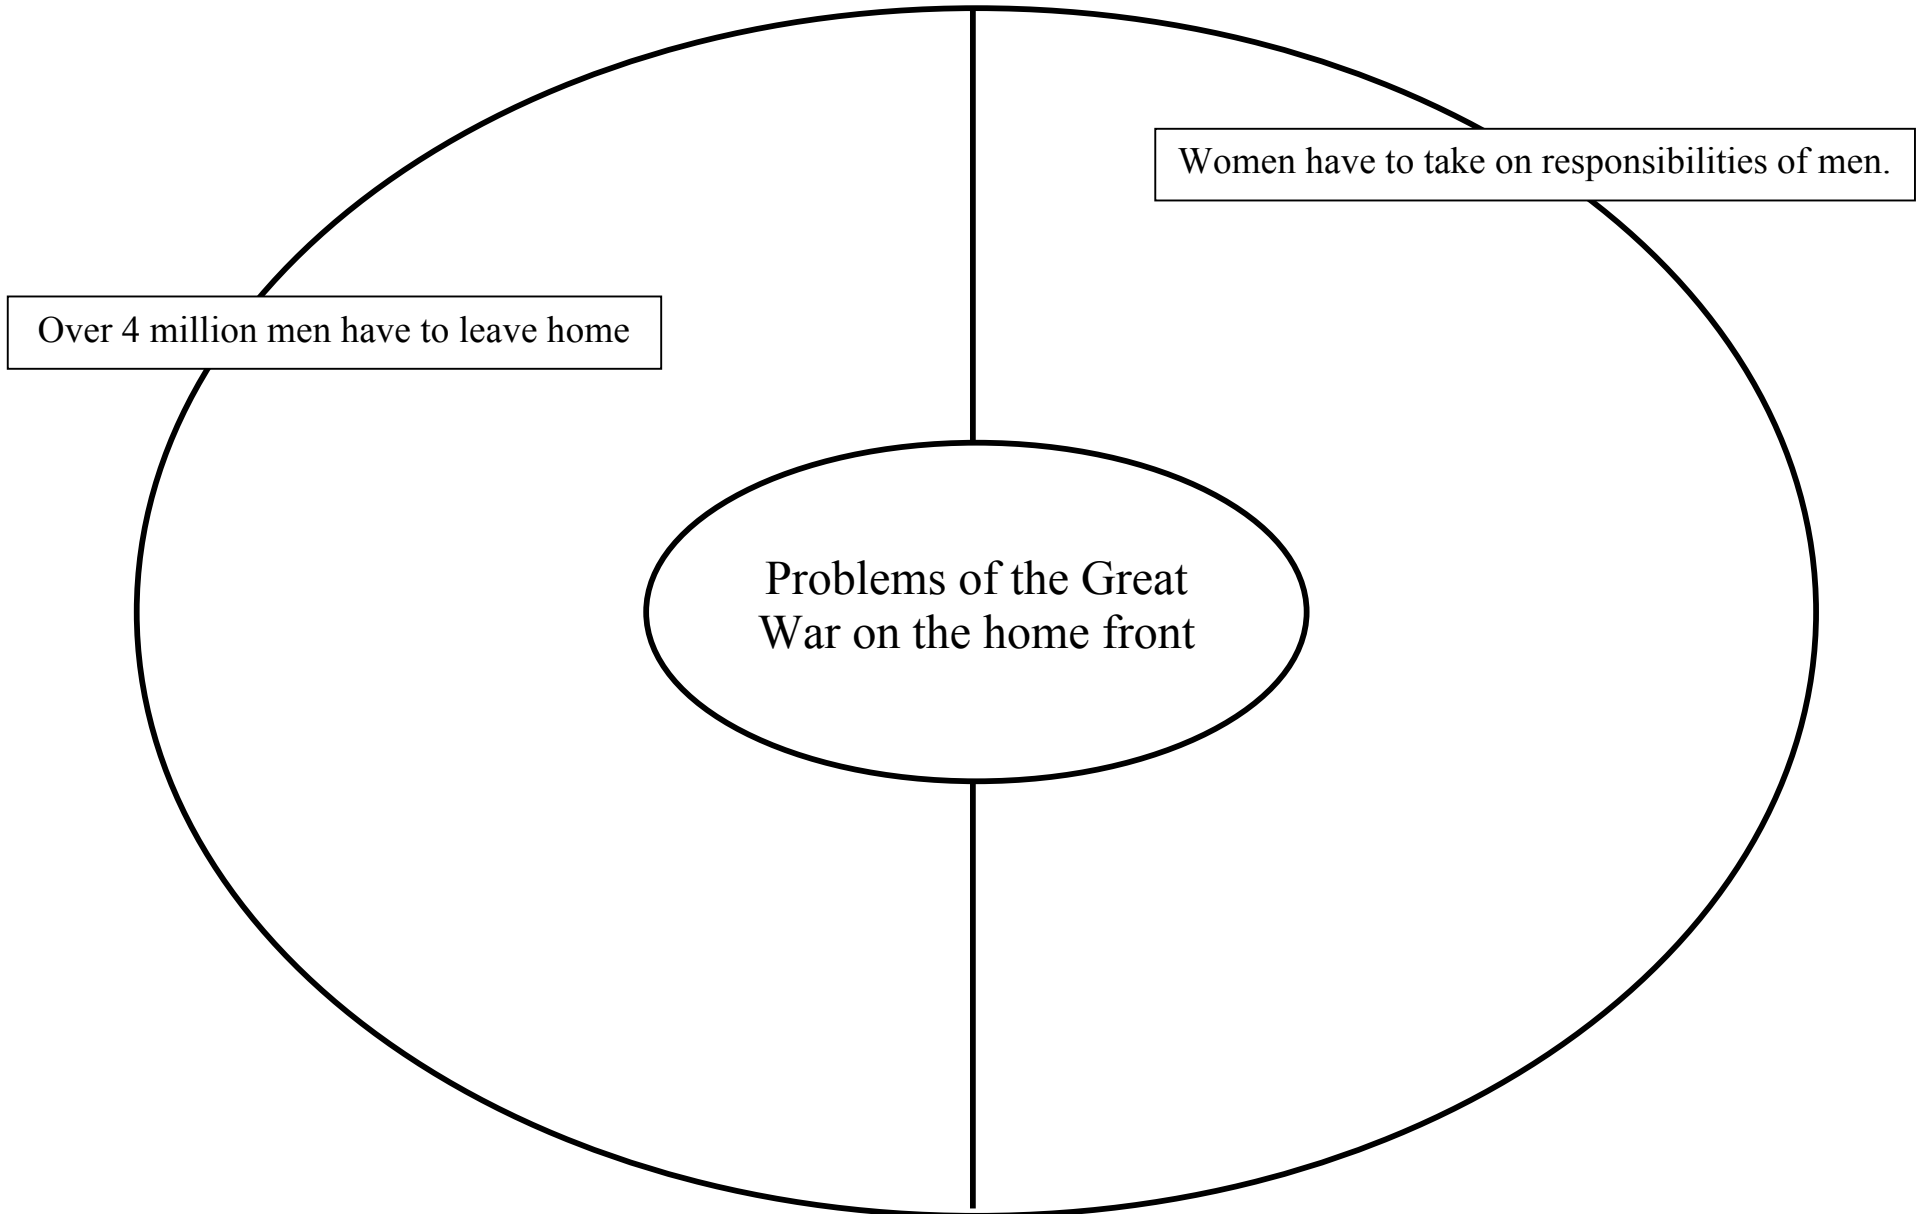 Women have to take on responsibilities of men.
Over 4 million men have to leave home
Problems of the Great
War on the home front